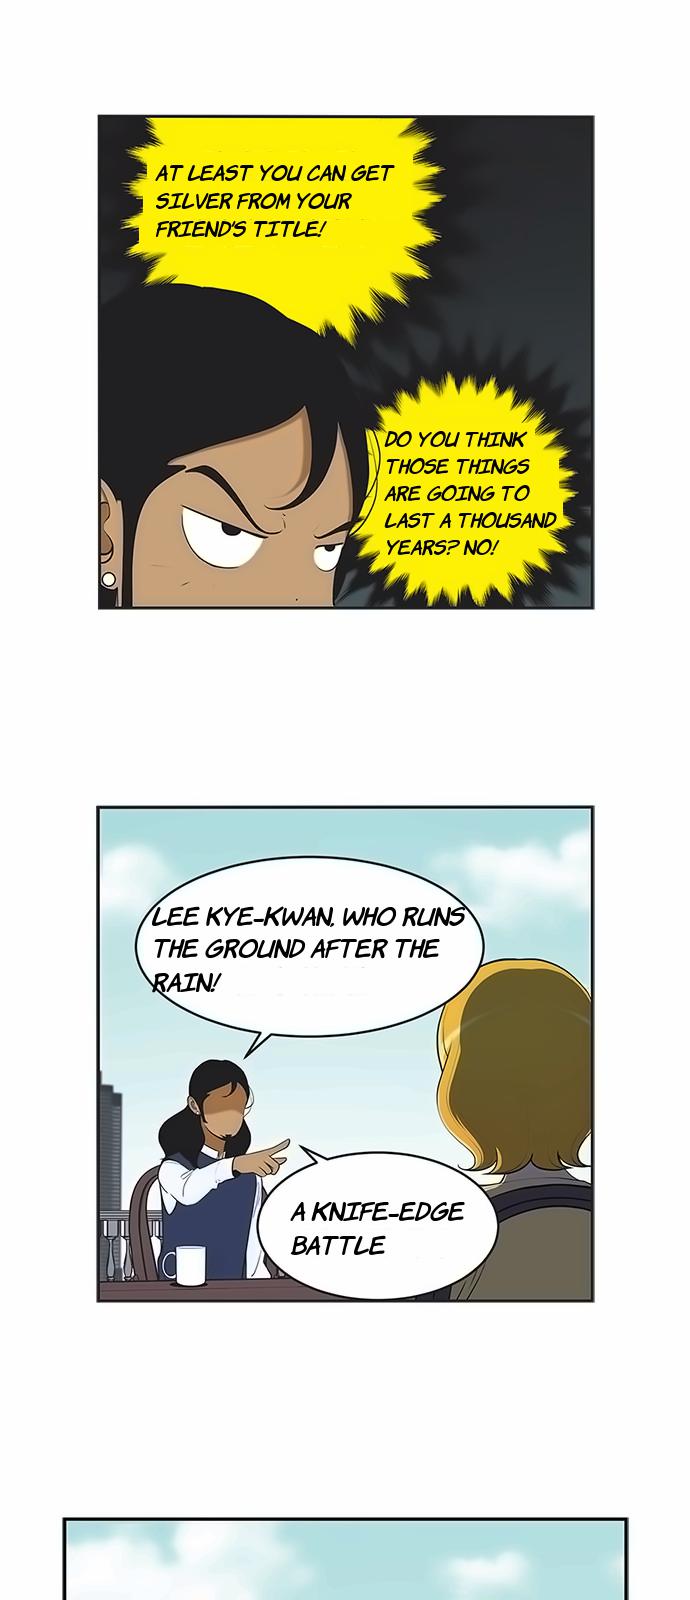 AT LEAST YOU CAN GET
SILVER FROM YOUR
FRIEND'S TITLE!
DO YOU THINK
THOSE THINGS
ARE GOING TO
LAST A THOUSAND
YEARS? NO!
LEE KYE-KWAN, WHO RUNS
THE GROUND AFTER THE
RAIN!
A KNIFE-EDGE
BATTLE